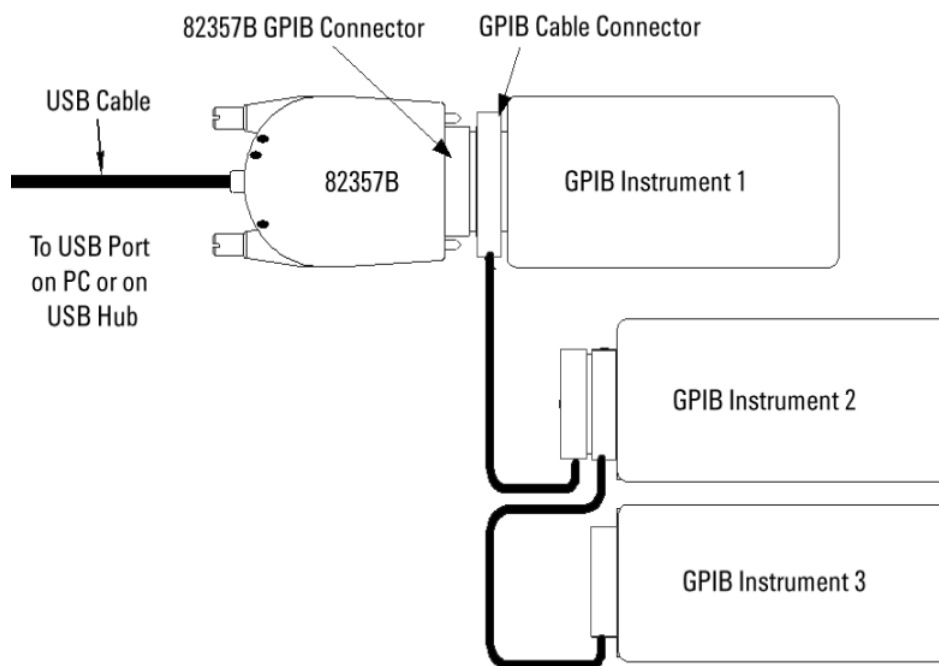 82357B GPIB Connector
GPIB Cable Connector
USB Cable
82357B
GPIB Instrument 1
To USB Port
on PC or on
USB Hub
GPIB Instrument 2
GPIB Instrument 3